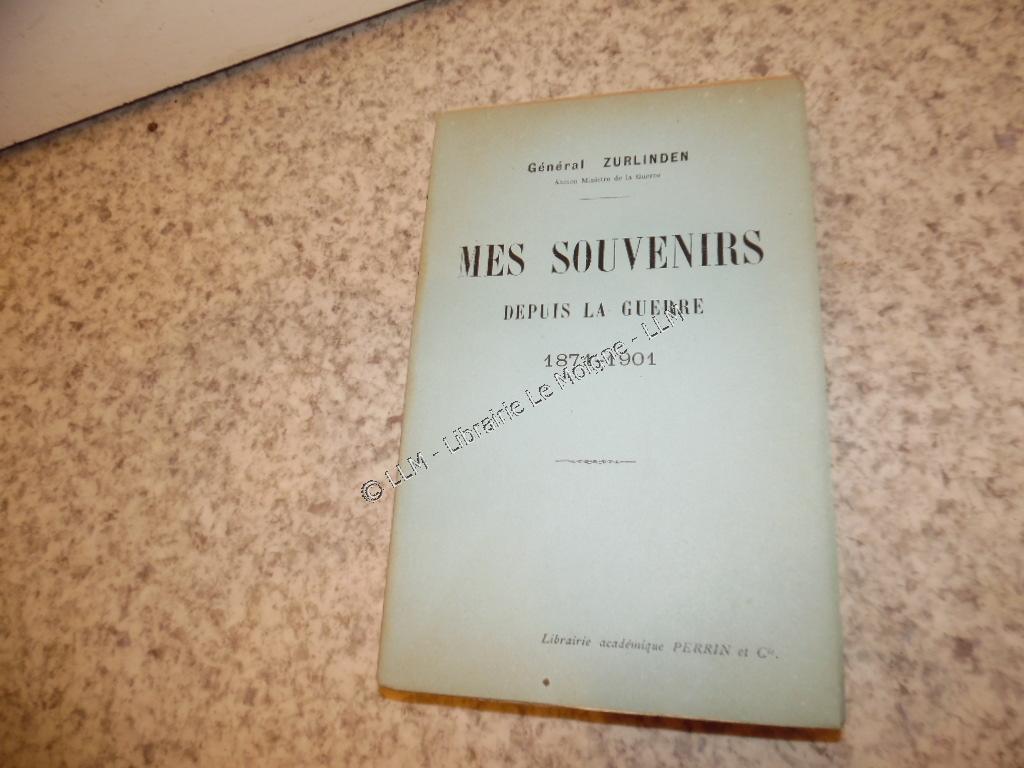 Général ZURLINDEN
Ancien Ministre de la Guerre
MES SOUVENIRS
DEPUIS LA GUERRE
1871-1901
© LLM - Librairie Le Moigne - LLM
Librairie académique PERRIN et Cie.